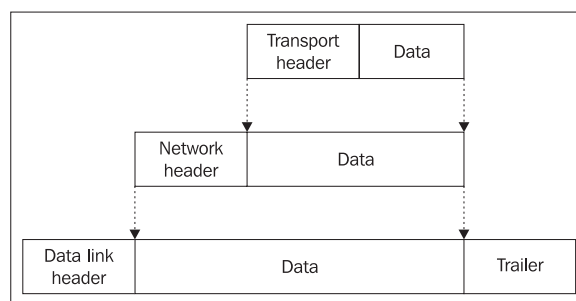 Transport
header
Data
Network
header
Data
Data link
header
Data
Trailer